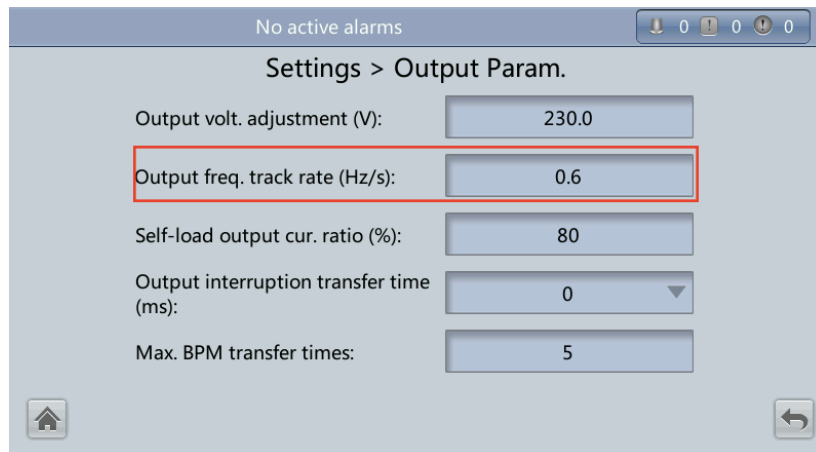 No active alarms
0 0 0
Settings > Output Param.
Output volt. adjustment (V): 230.0
Output freq. track rate (Hz/s): 0.6
Self-load output cur. ratio (%): 80
Output interruption transfer time
(ms): 0
Max. BPM transfer times: 5